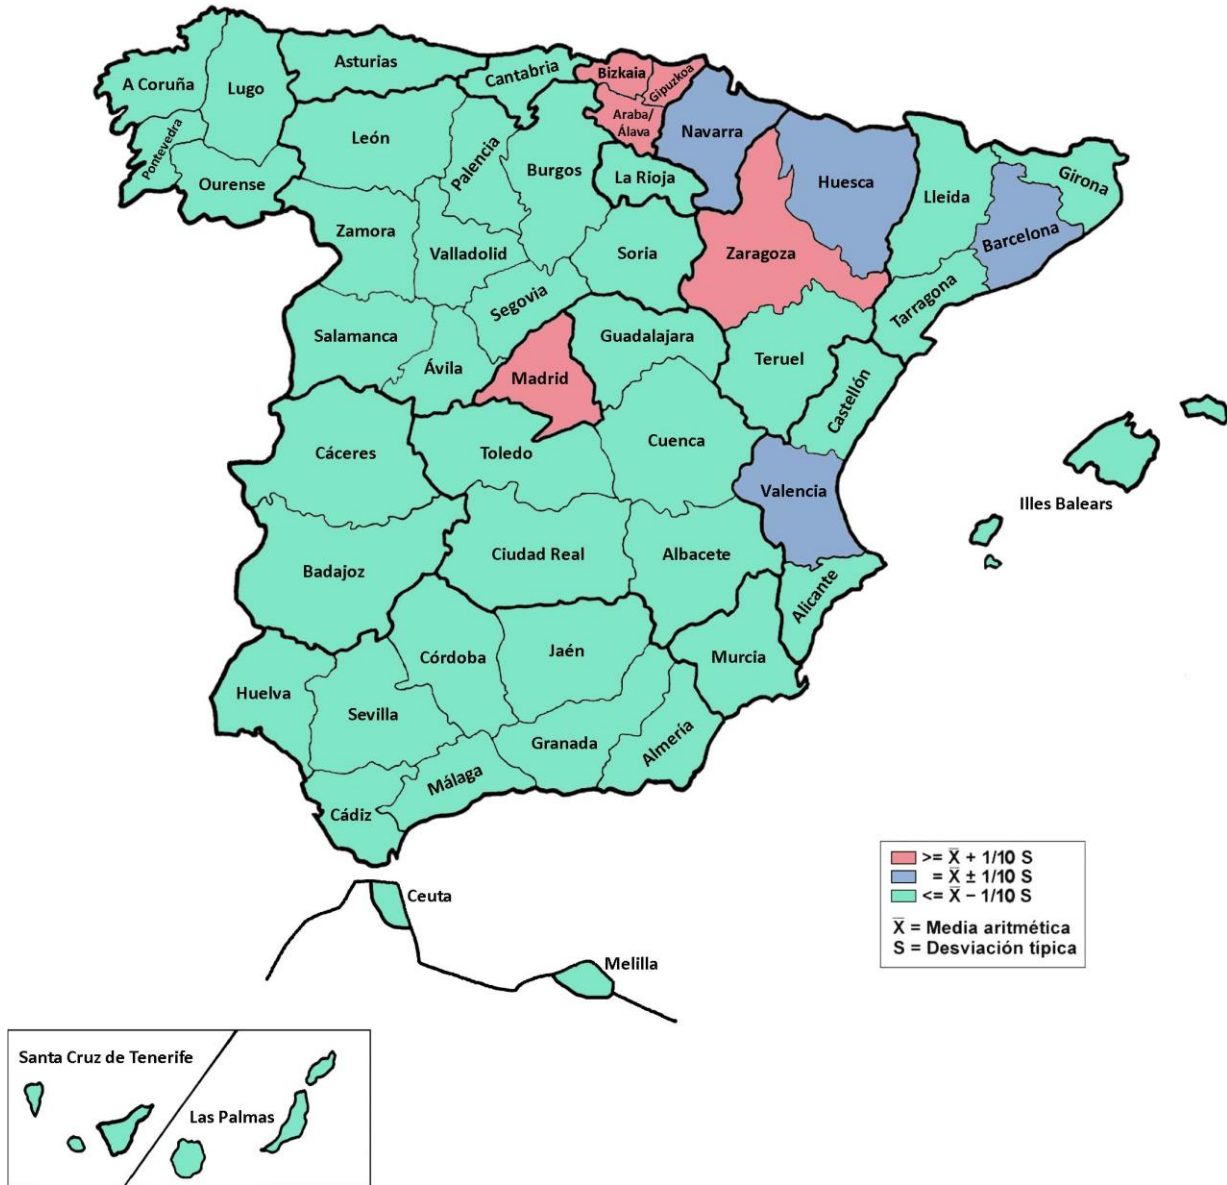 Asturias
Cantabria
Bizkaia
Gipuzkoa
A Coruña
Lugo
Araba/
Álava
Navarra
León
Pontevedra
Palencia
Burgos
La Rioja
Huesca
Girona
Ourense
Lleida
Zamora
Valladolid
Soria
Zaragoza
Barcelona
Segovia
Tarragona
Salamanca
Guadalajara
Teruel
Ávila
Madrid
Castellón
Cáceres
Toledo
Cuenca
Valencia
Illes Balears
Badajoz
Ciudad Real
Albacete
Alicante
Córdoba
Jaén
Murcia
Huelva
Sevilla
Granada
Almería
Málaga
Cádiz
>= X̅ + 1/10 S
= X̅ ± 1/10 S
<= X̅ − 1/10 S
X̅ = Media aritmética
S = Desviación típica
Ceuta
Melilla
Santa Cruz de Tenerife
Las Palmas